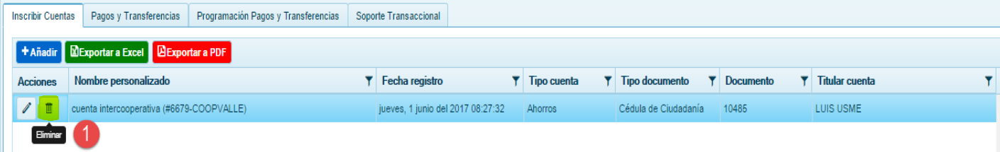 Inscribir Cuentas Pagos y Transferencias Programación Pagos y Transferencias Soporte Transaccional
+ Añadir Exportar a Excel Exportar a PDF
Acciones Nombre personalizado Fecha registro Tipo cuenta Tipo documento Documento Titular cuenta
cuenta intercooperativa (#6679-COOPVALLE) jueves, 1 junio del 2017 08:27:32 Ahorros Cédula de Ciudadanía 10485 LUIS USME
Eliminar 1